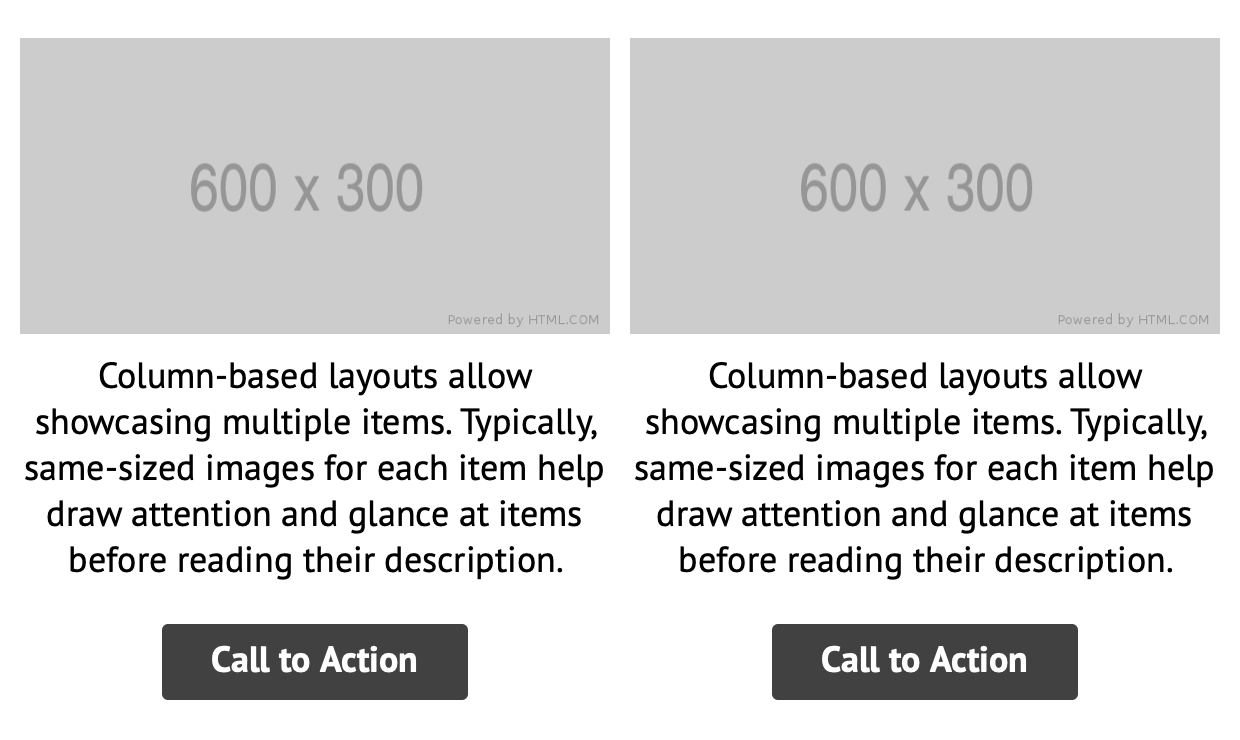 600 x 300
Powered by HTML.COM
Column-based layouts allow
showcasing multiple items. Typically,
same-sized images for each item help
draw attention and glance at items
before reading their description.
Call to Action
600 x 300
Powered by HTML.COM
Column-based layouts allow
showcasing multiple items. Typically,
same-sized images for each item help
draw attention and glance at items
before reading their description.
Call to Action